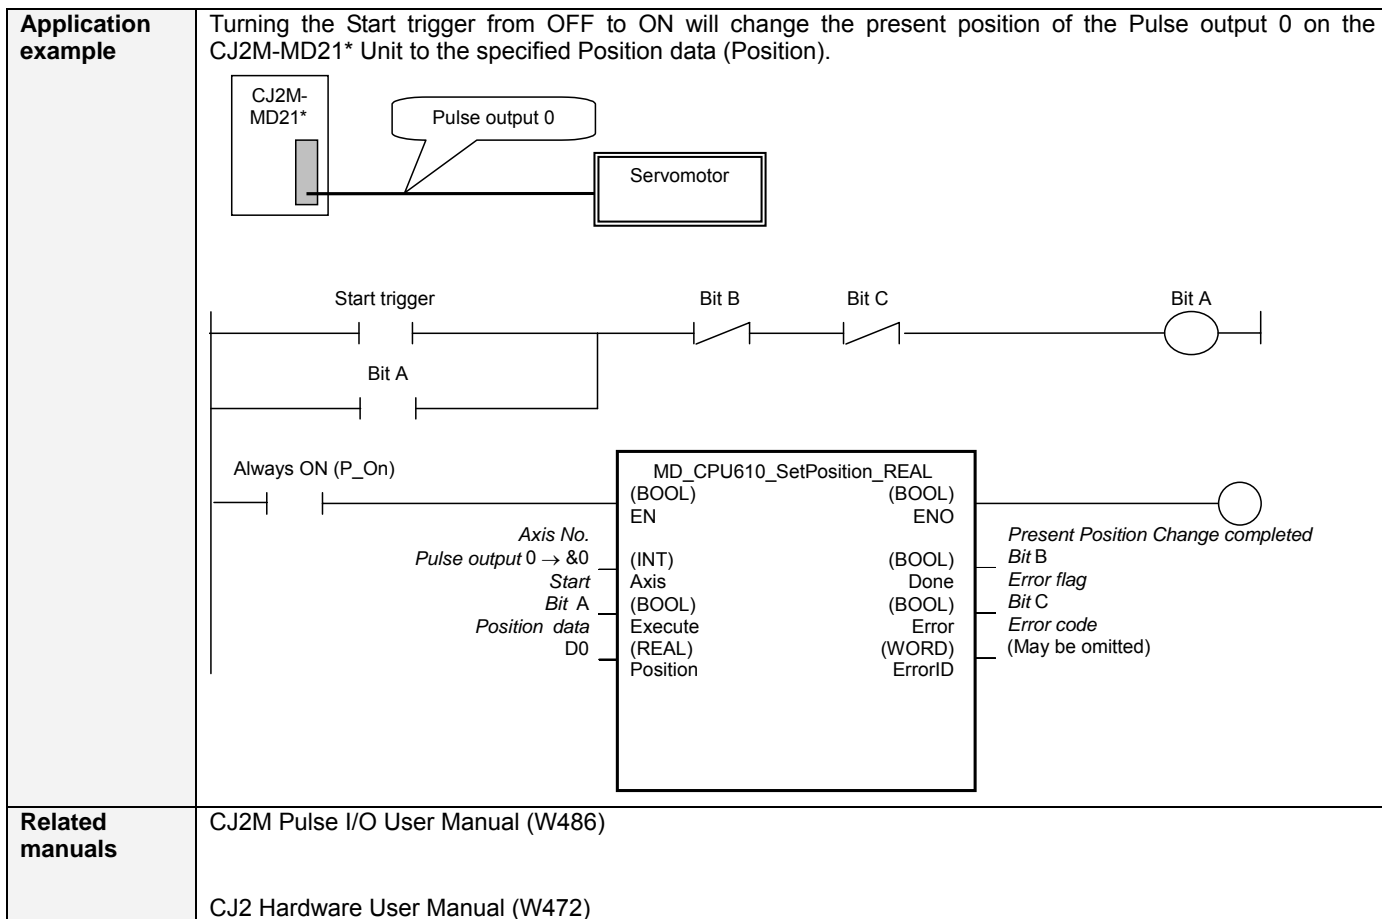 Application example
Turning the Start trigger from OFF to ON will change the present position of the Pulse output 0 on the
CJ2M-MD21* Unit to the specified Position data (Position).
CJ2M-
MD21*
Pulse output 0
Servomotor
Start trigger
Bit B
Bit C
Bit A
Bit A
Always ON (P_On)
MD_CPU610_SetPosition_REAL
(BOOL) (BOOL)
EN ENO
Axis No.
Pulse output 0 → &0
Start
Bit A
Position data
D0
(INT) (BOOL)
Axis Done
(BOOL) (BOOL)
Execute Error
(REAL) (WORD)
Position ErrorID
Present Position Change completed
Bit B
Error flag
Bit C
Error code
(May be omitted)
Related manuals
CJ2M Pulse I/O User Manual (W486)
CJ2 Hardware User Manual (W472)